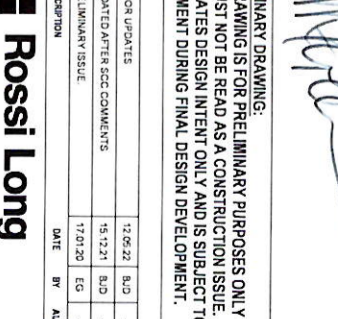 INARY DRAWING:
AWING IS FOR PRELIMINARY PURPOSES ONLY
ST NOT BE READ AS A CONSTRUCTION ISSUE.
ATES DESIGN INTENT ONLY AND IS SUBJECT TO
MENT DURING FINAL DESIGN DEVELOPMENT.
OR UPDATES 12.05.22 BJD
DATED AFTER SCC COMMENTS 15.12.21 BJD
LIMINARY ISSUE. 17.01.20 EG
CRIPTION DATE BY
Rossi Long